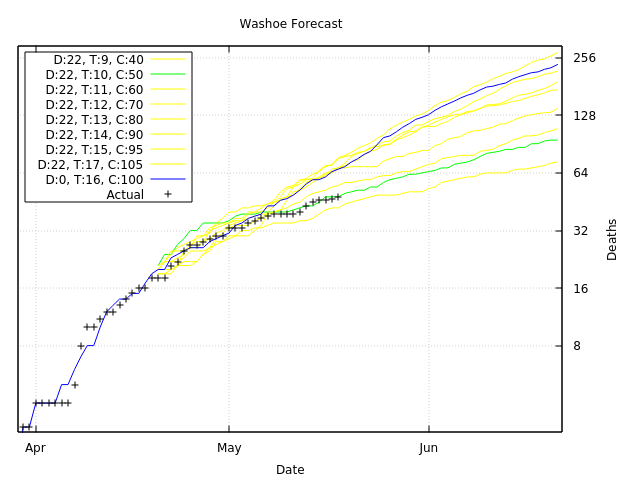 Washoe Forecast
D:22, T:9, C:40
D:22, T:10, C:50
D:22, T:11, C:60
D:22, T:12, C:70
D:22, T:13, C:80
D:22, T:14, C:90
D:22, T:15, C:95
D:22, T:17, C:105
D:0, T:16, C:100
Actual
256
128
64
32
16
8
Deaths
Apr May Jun
Date